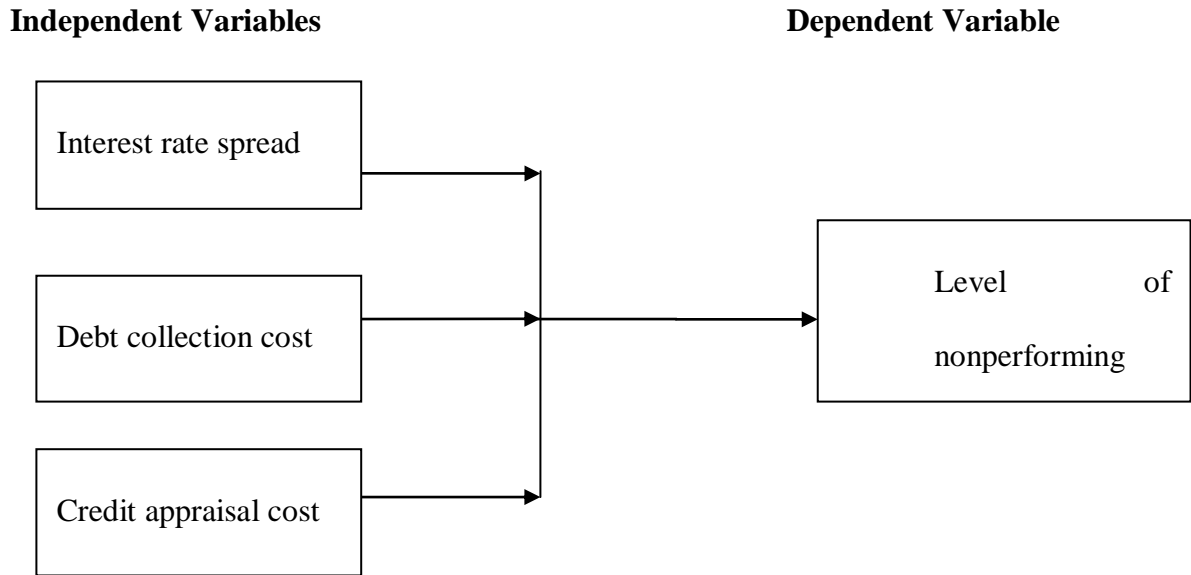 Independent Variables
Dependent Variable
Interest rate spread
Debt collection cost
Credit appraisal cost
Level of
nonperforming